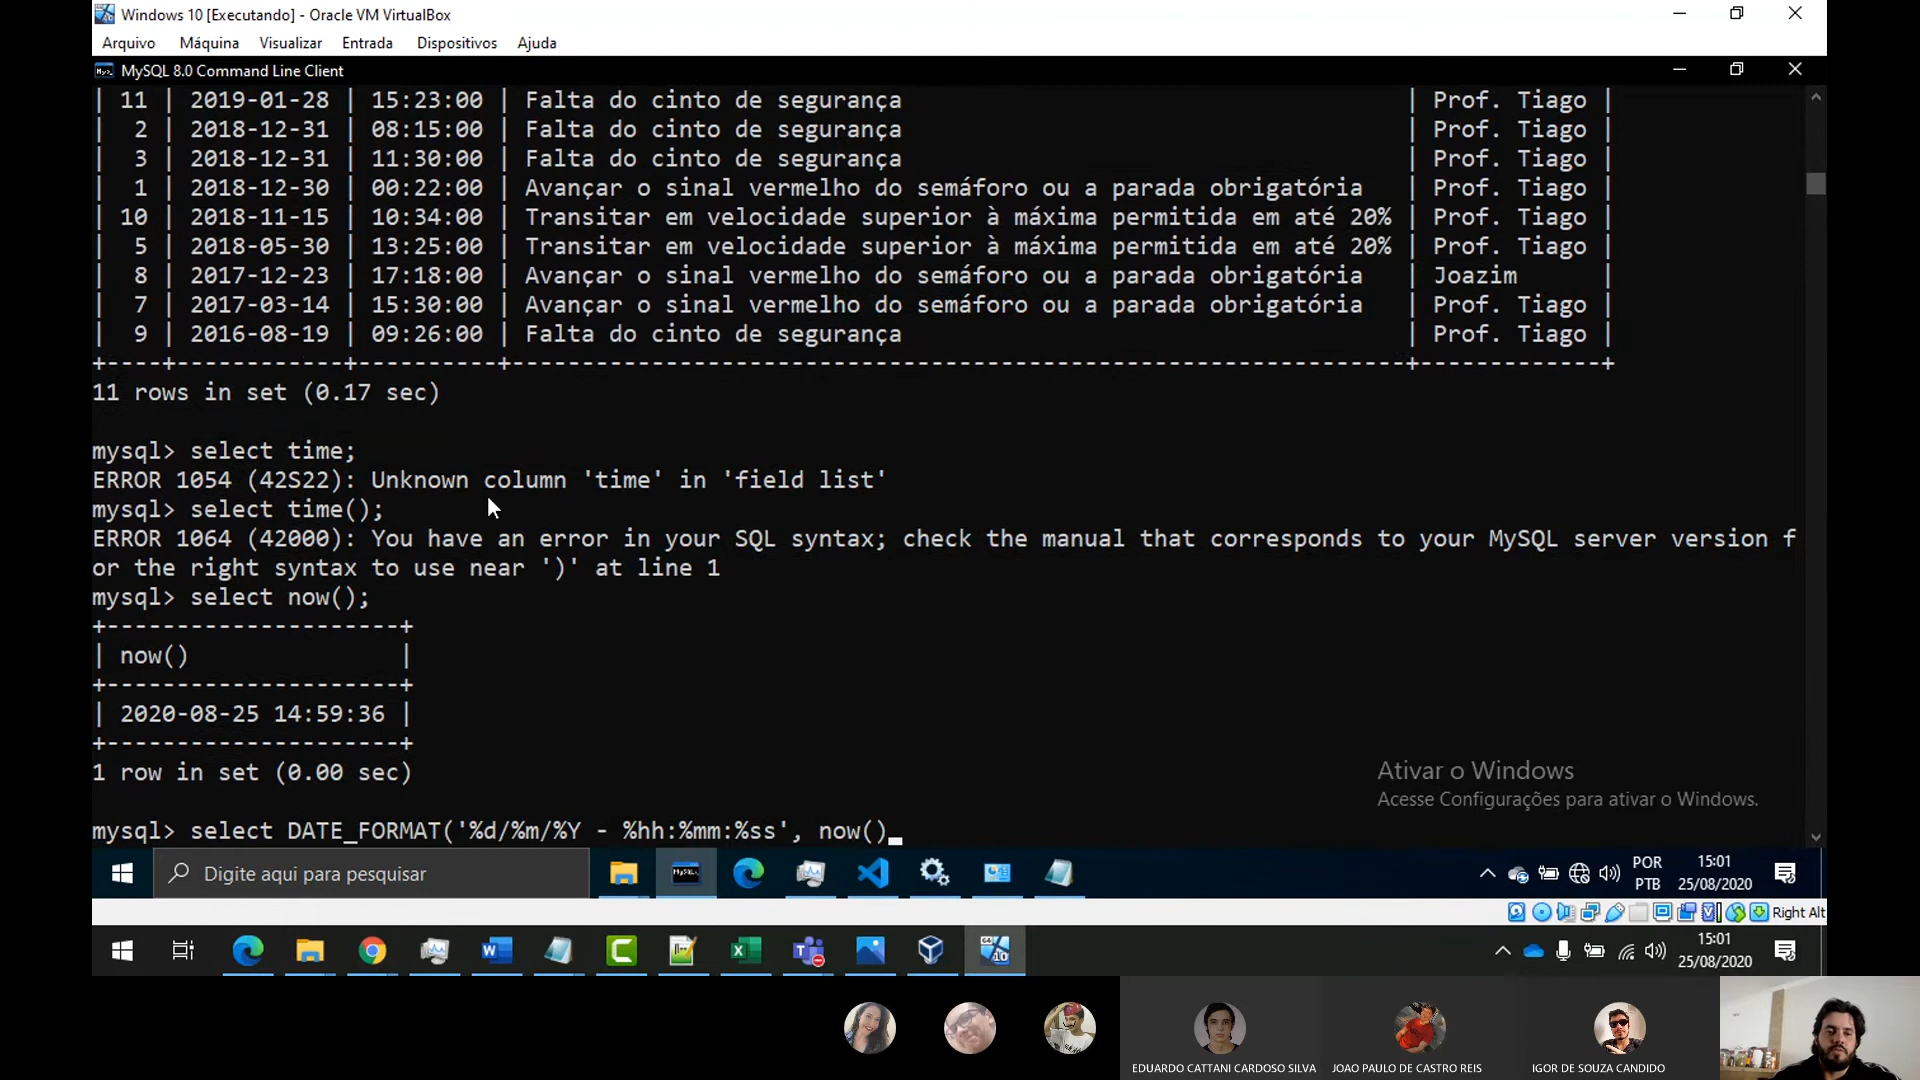 Windows 10 [Executando] - Oracle VM VirtualBox
Arquivo Máquina Visualizar Entrada Dispositivos Ajuda
MySQL 8.0 Command Line Client
| 11 | 2019-01-28 | 15:23:00 | Falta do cinto de segurança | Prof. Tiago |
| 2 | 2018-12-31 | 08:15:00 | Falta do cinto de segurança | Prof. Tiago |
| 3 | 2018-12-31 | 11:30:00 | Falta do cinto de segurança | Prof. Tiago |
| 1 | 2018-12-30 | 00:22:00 | Avançar o sinal vermelho do semáforo ou a parada obrigatória | Prof. Tiago |
| 10 | 2018-11-15 | 10:34:00 | Transitar em velocidade superior à máxima permitida em até 20% | Prof. Tiago |
| 5 | 2018-05-30 | 13:25:00 | Transitar em velocidade superior à máxima permitida em até 20% | Prof. Tiago |
| 8 | 2017-12-23 | 17:18:00 | Avançar o sinal vermelho do semáforo ou a parada obrigatória | Joazim |
| 7 | 2017-03-14 | 15:30:00 | Avançar o sinal vermelho do semáforo ou a parada obrigatória | Prof. Tiago |
| 9 | 2016-08-19 | 09:26:00 | Falta do cinto de segurança | Prof. Tiago |
+----+------------+----------+----------------------------------------------------------------+-------------+
11 rows in set (0.17 sec)
mysql> select time;
ERROR 1054 (42S22): Unknown column 'time' in 'field list'
mysql> select time();
ERROR 1064 (42000): You have an error in your SQL syntax; check the manual that corresponds to your MySQL server version f
or the right syntax to use near ')' at line 1
mysql> select now();
+---------------------+
| now() |
+---------------------+
| 2020-08-25 14:59:36 |
+---------------------+
1 row in set (0.00 sec)
Ativar o Windows
Acesse Configurações para ativar o Windows.
mysql> select DATE_FORMAT('%d/%m/%Y - %hh:%mm:%ss', now()_
Digite aqui para pesquisar
POR 15:01
PTB 25/08/2020
Right Alt
15:01
25/08/2020
EDUARDO CATTANI CARDOSO SILVA JOAO PAULO DE CASTRO REIS IGOR DE SOUZA CANDIDO